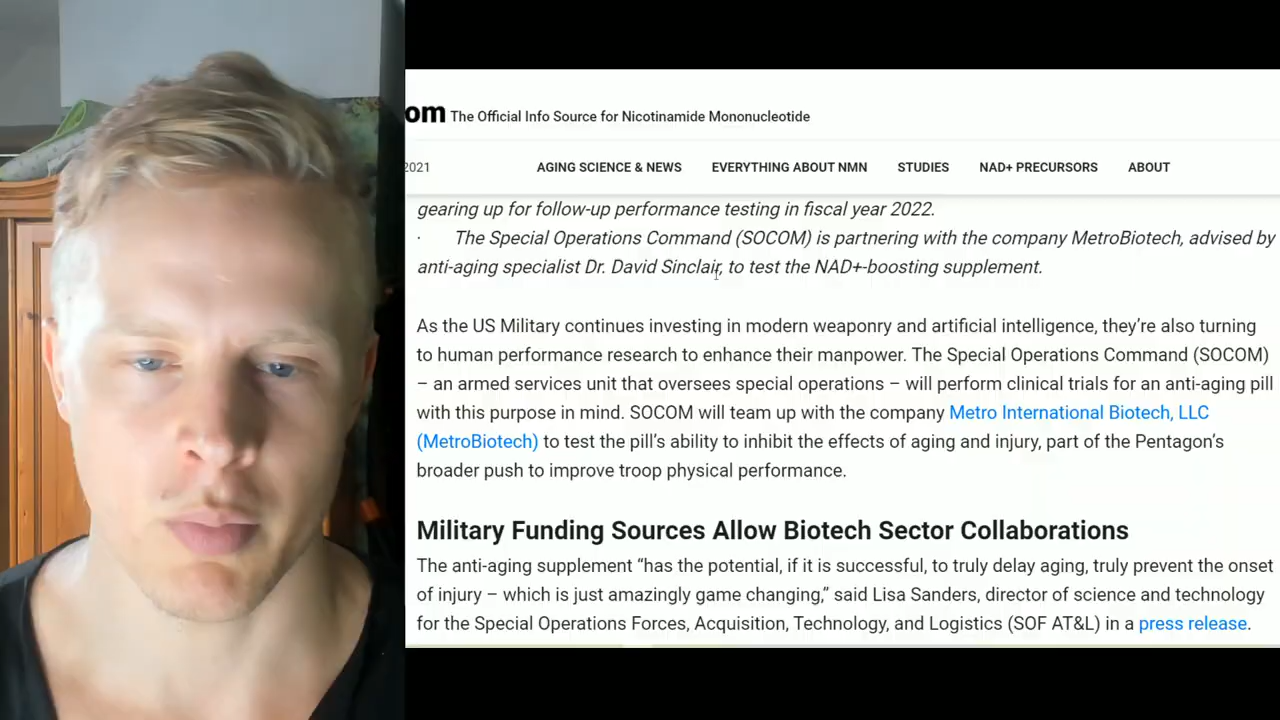 om The Official Info Source for Nicotinamide Mononucleotide
2021 AGING SCIENCE & NEWS EVERYTHING ABOUT NMN STUDIES NAD+ PRECURSORS ABOUT
gearing up for follow-up performance testing in fiscal year 2022.
· The Special Operations Command (SOCOM) is partnering with the company MetroBiotech, advised by
anti-aging specialist Dr. David Sinclair, to test the NAD+-boosting supplement.
As the US Military continues investing in modern weaponry and artificial intelligence, they’re also turning
to human performance research to enhance their manpower. The Special Operations Command (SOCOM)
– an armed services unit that oversees special operations – will perform clinical trials for an anti-aging pill
with this purpose in mind. SOCOM will team up with the company Metro International Biotech, LLC
(MetroBiotech) to test the pill’s ability to inhibit the effects of aging and injury, part of the Pentagon’s
broader push to improve troop physical performance.
Military Funding Sources Allow Biotech Sector Collaborations
The anti-aging supplement “has the potential, if it is successful, to truly delay aging, truly prevent the onset
of injury – which is just amazingly game changing,” said Lisa Sanders, director of science and technology
for the Special Operations Forces, Acquisition, Technology, and Logistics (SOF AT&L) in a press release.